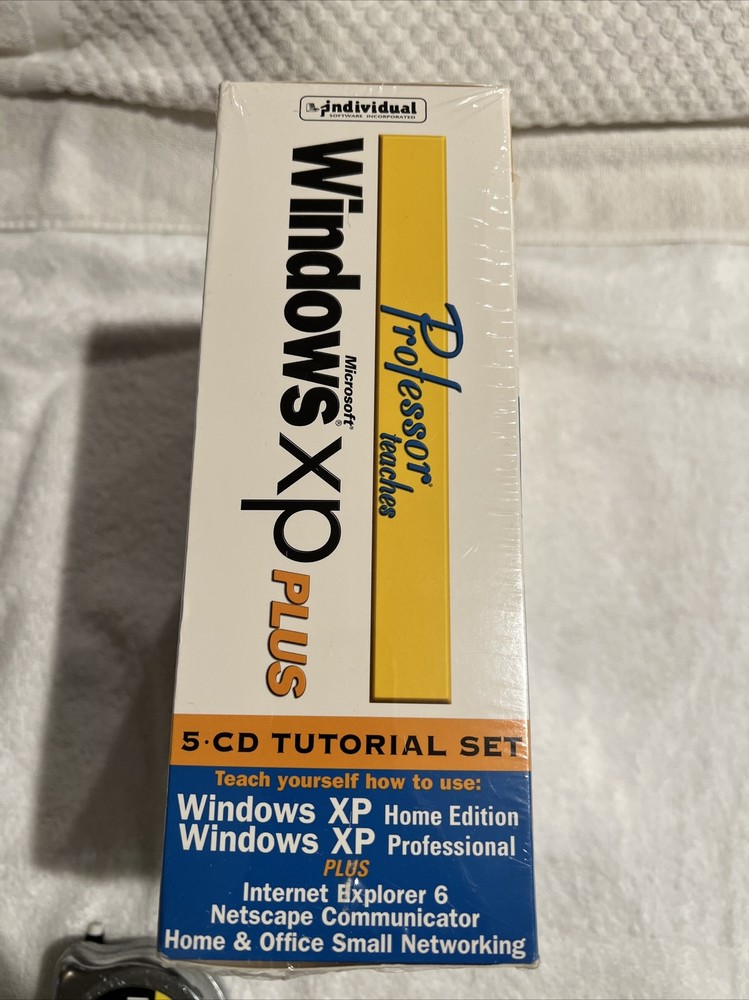 individual
SOFTWARE INCORPORATED
Professor®
teaches
Microsoft®
Windows xp
PLUS
5•CD TUTORIAL SET
Teach yourself how to use:
Windows XP Home Edition
Windows XP Professional
PLUS
Internet Explorer 6
Netscape Communicator
Home & Office Small Networking